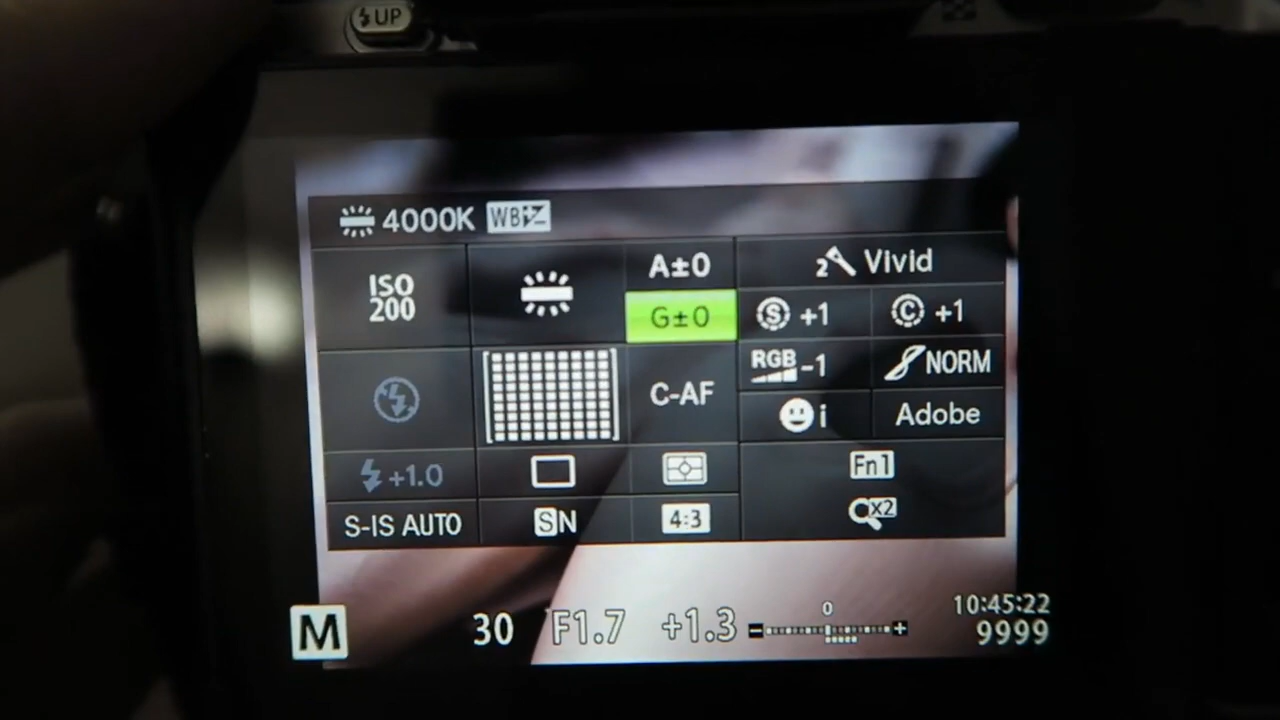 UP
4000K WB
ISO
200
A±0
G±0
2 Vivid
S +1
C +1
RGB -1
NORM
C-AF
i
Adobe
+1.0
Fn1
S-IS AUTO
SN
4:3
x2
M
30 F1.7 +1.3
0
10:45:22
9999